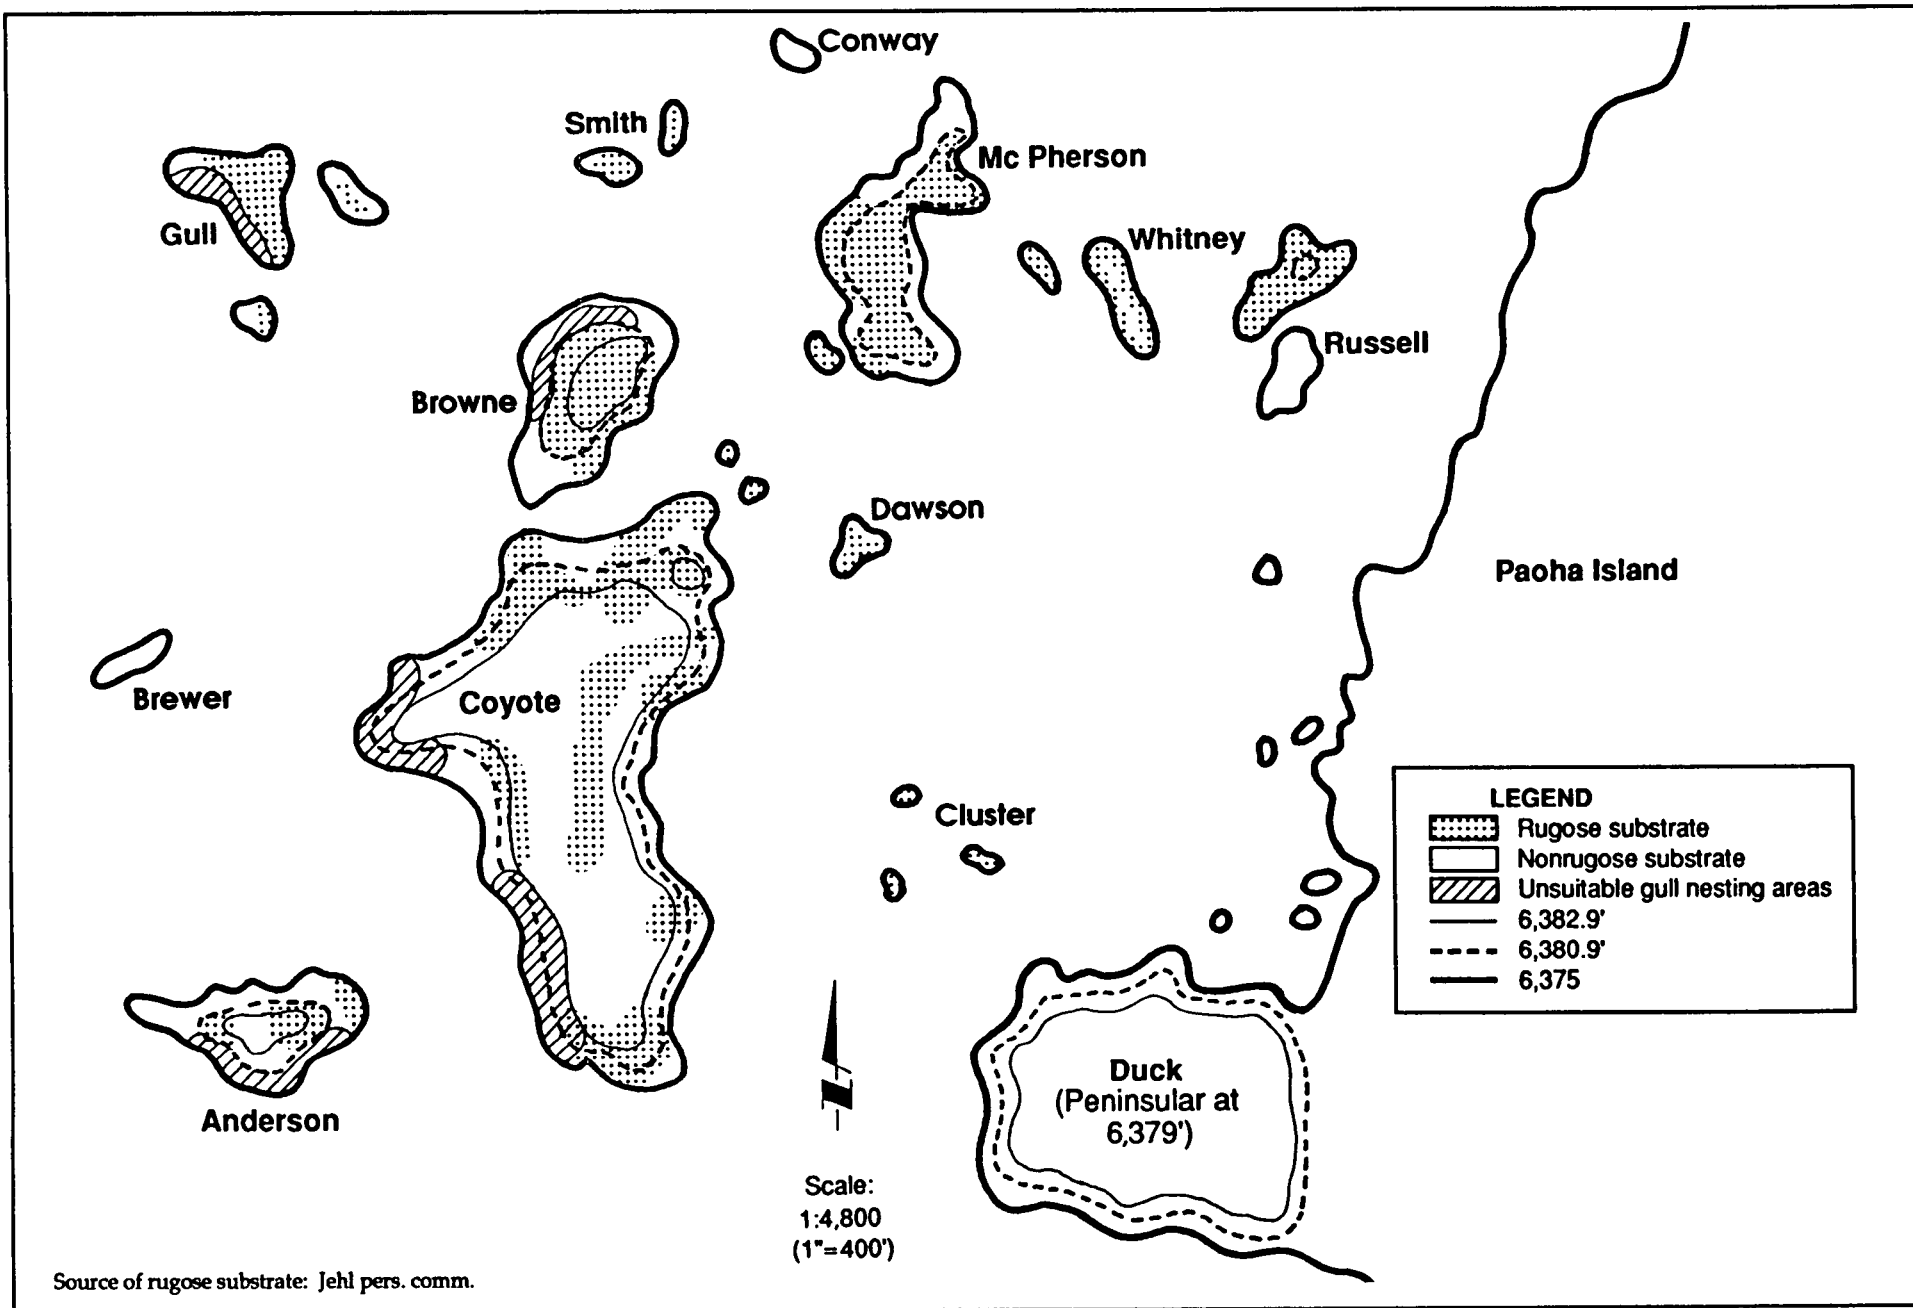 Conway
Smith
Mc Pherson
Gull
Whitney
Russell
Browne
Dawson
Paoha Island
Brewer
Coyote
Cluster
LEGEND
Rugose substrate
Nonrugose substrate
Unsuitable gull nesting areas
6,382.9'
6,380.9'
6,375
Anderson
Duck
(Peninsular at
6,379')
Scale:
1:4,800
(1"=400')
Source of rugose substrate: Jehl pers. comm.